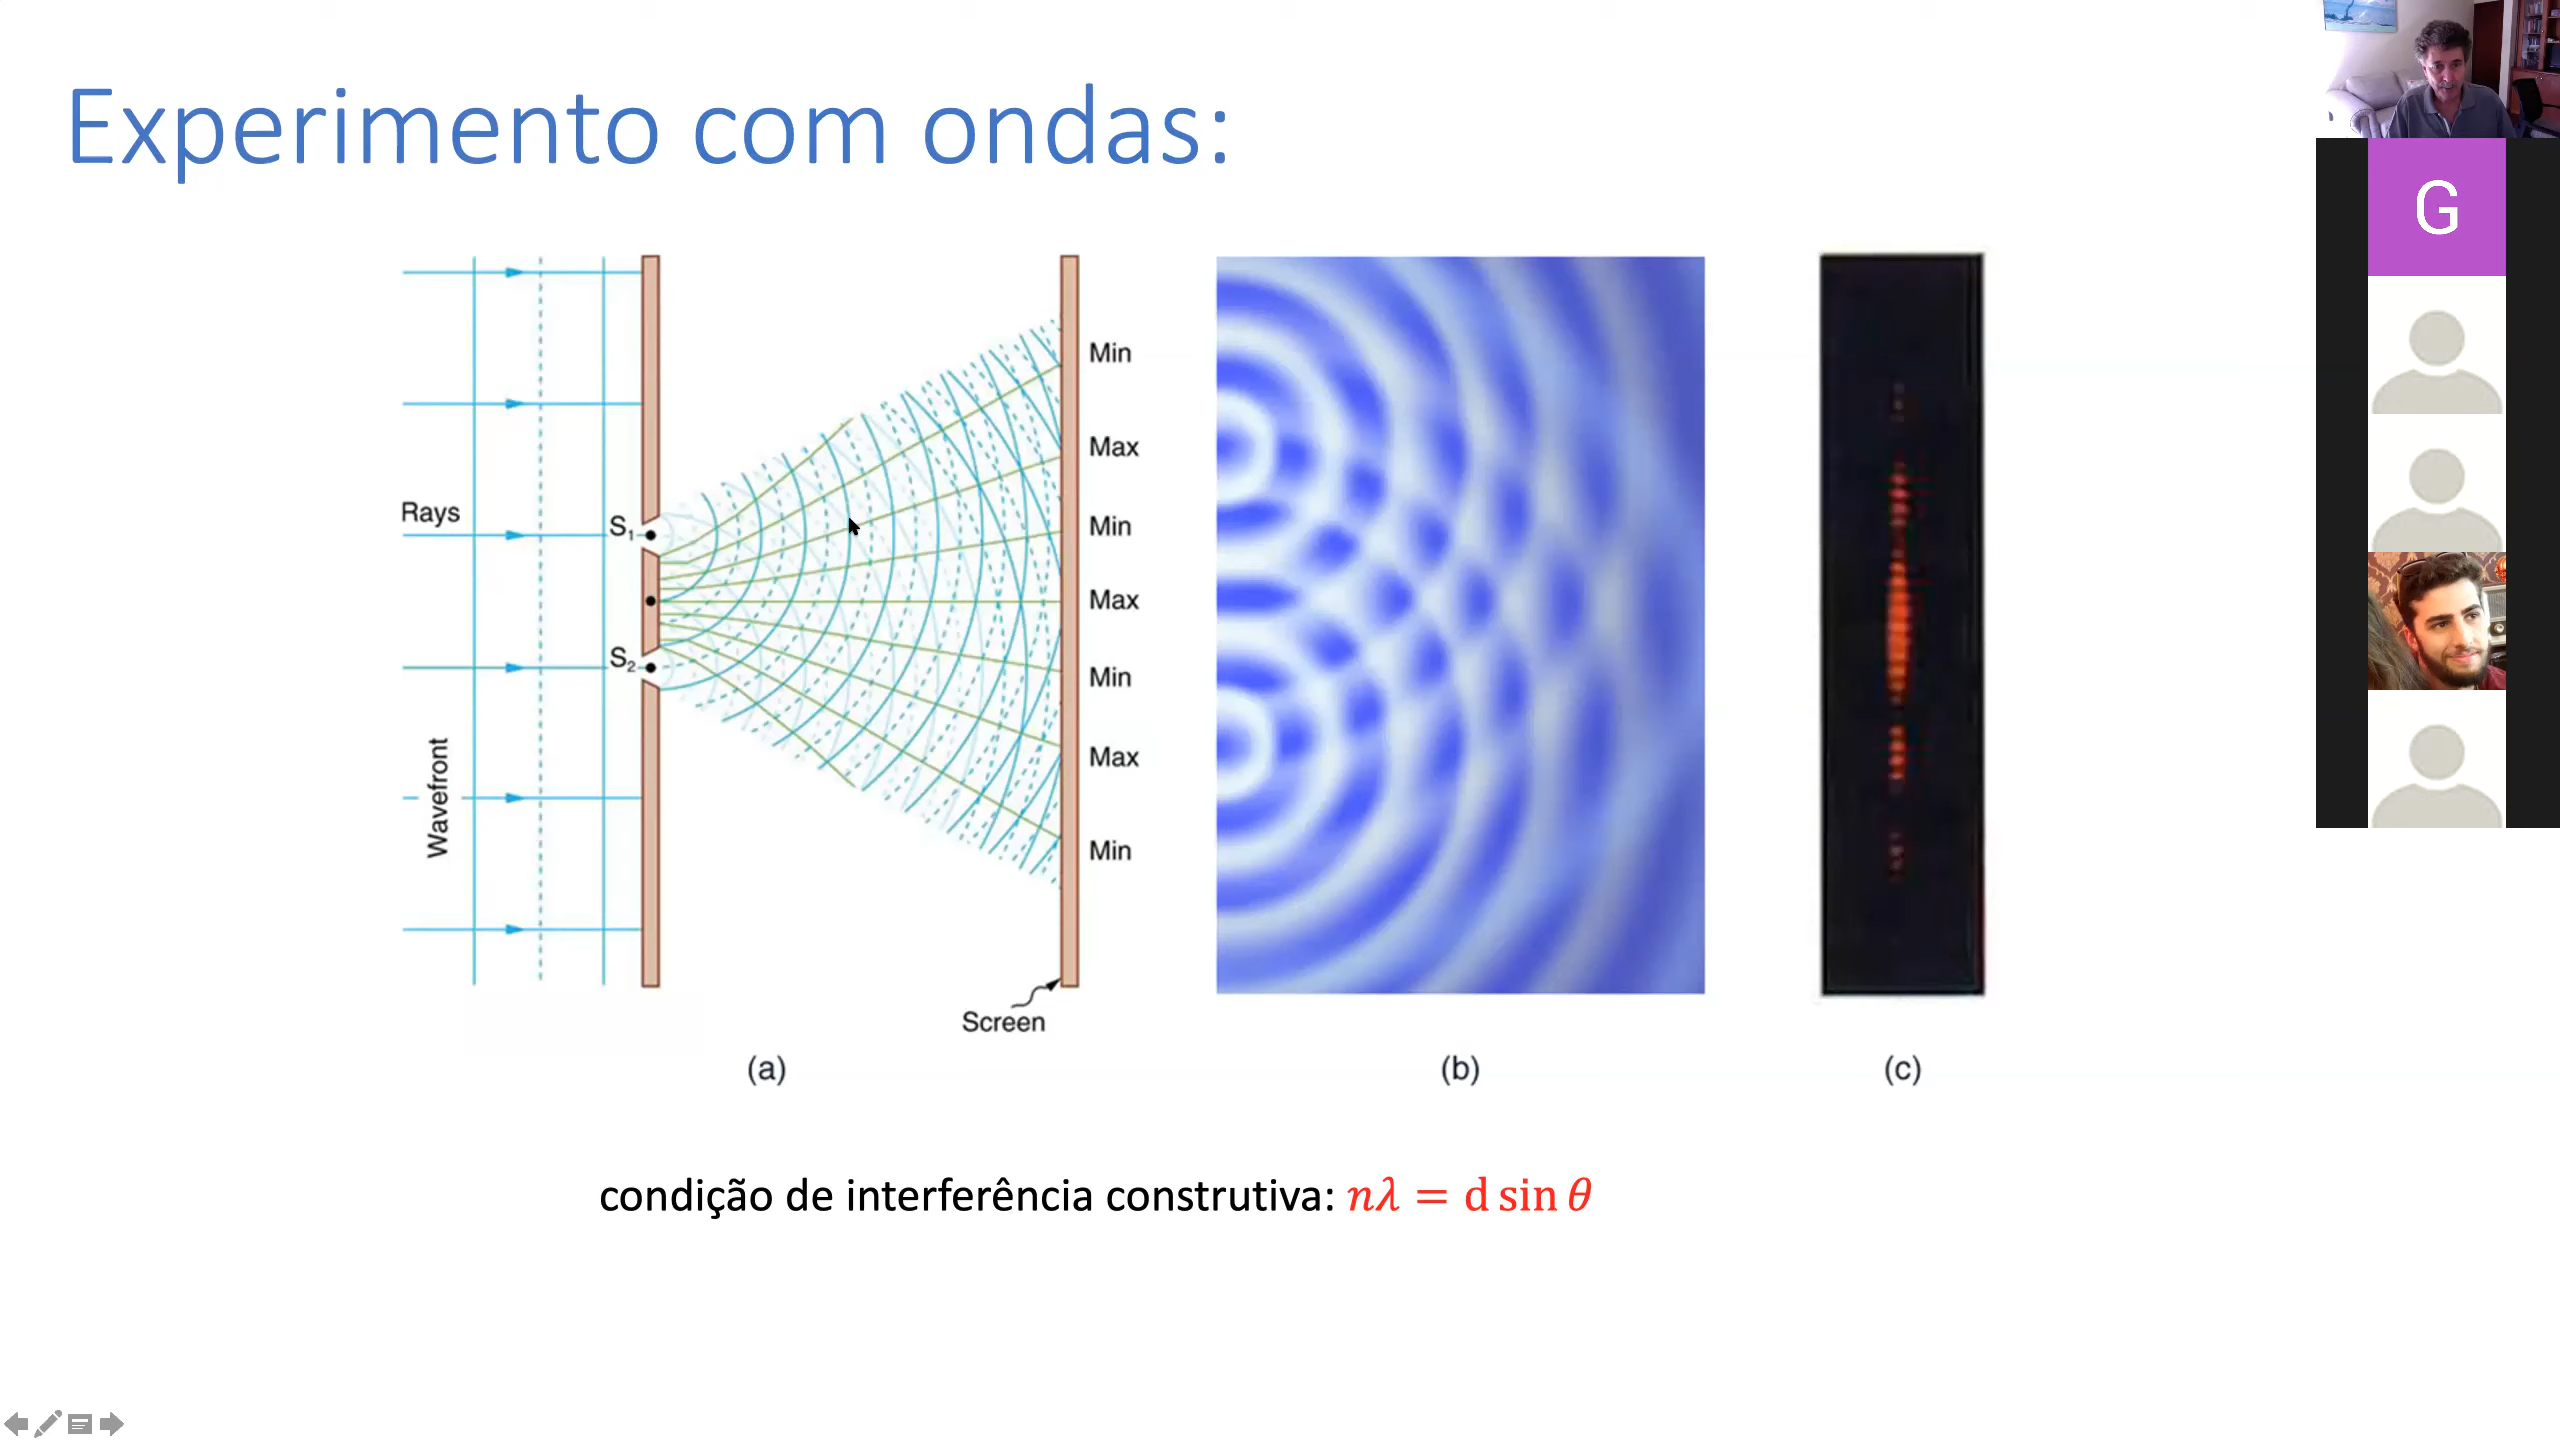 Experimento com ondas:
G
Min
Max
Rays
S1
Min
Max
S2
Min
Wavefront
Max
Min
Screen
(a)
(b)
(c)
condição de interferência construtiva: nλ = d sin θ